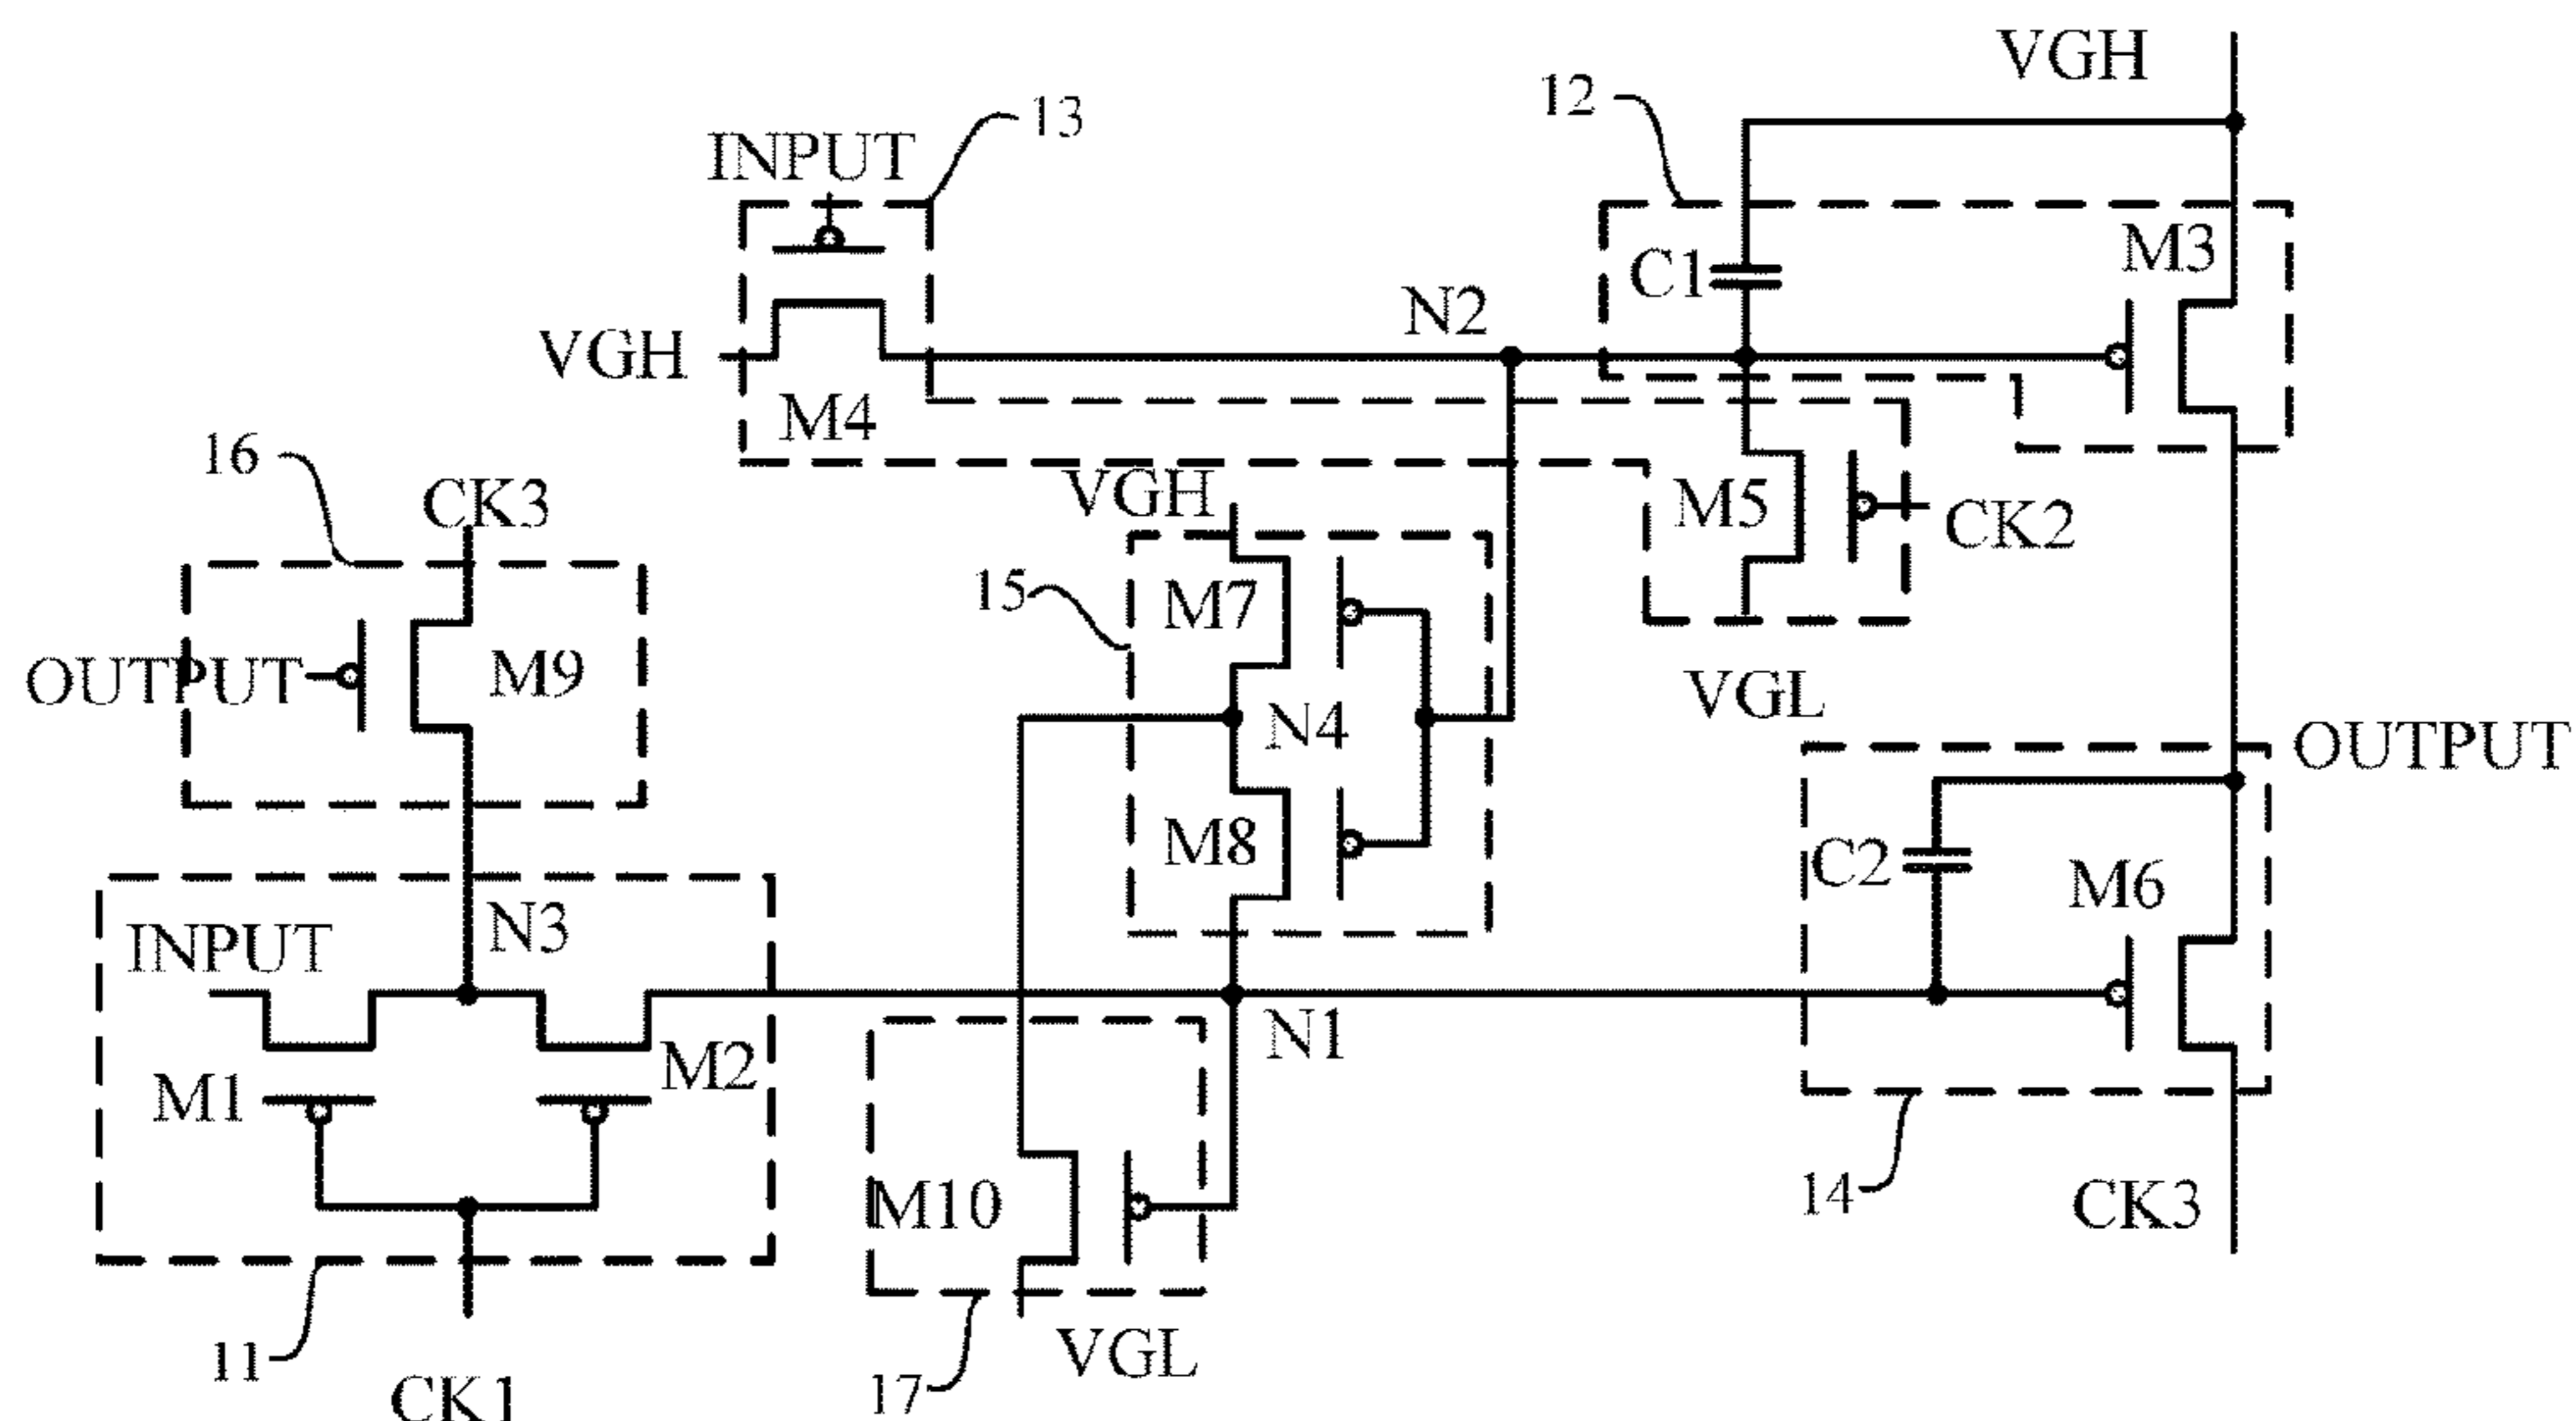 VGH
12
13
INPUT
M3
C1
N2
VGH
M4
16
CK3
VGH
M5
CK2
15
M7
OUTPUT
M9
VGL
N4
OUTPUT
M8
C2
M6
INPUT
N3
N1
M1
M2
M10
14
CK3
11
VGL
17
CK1